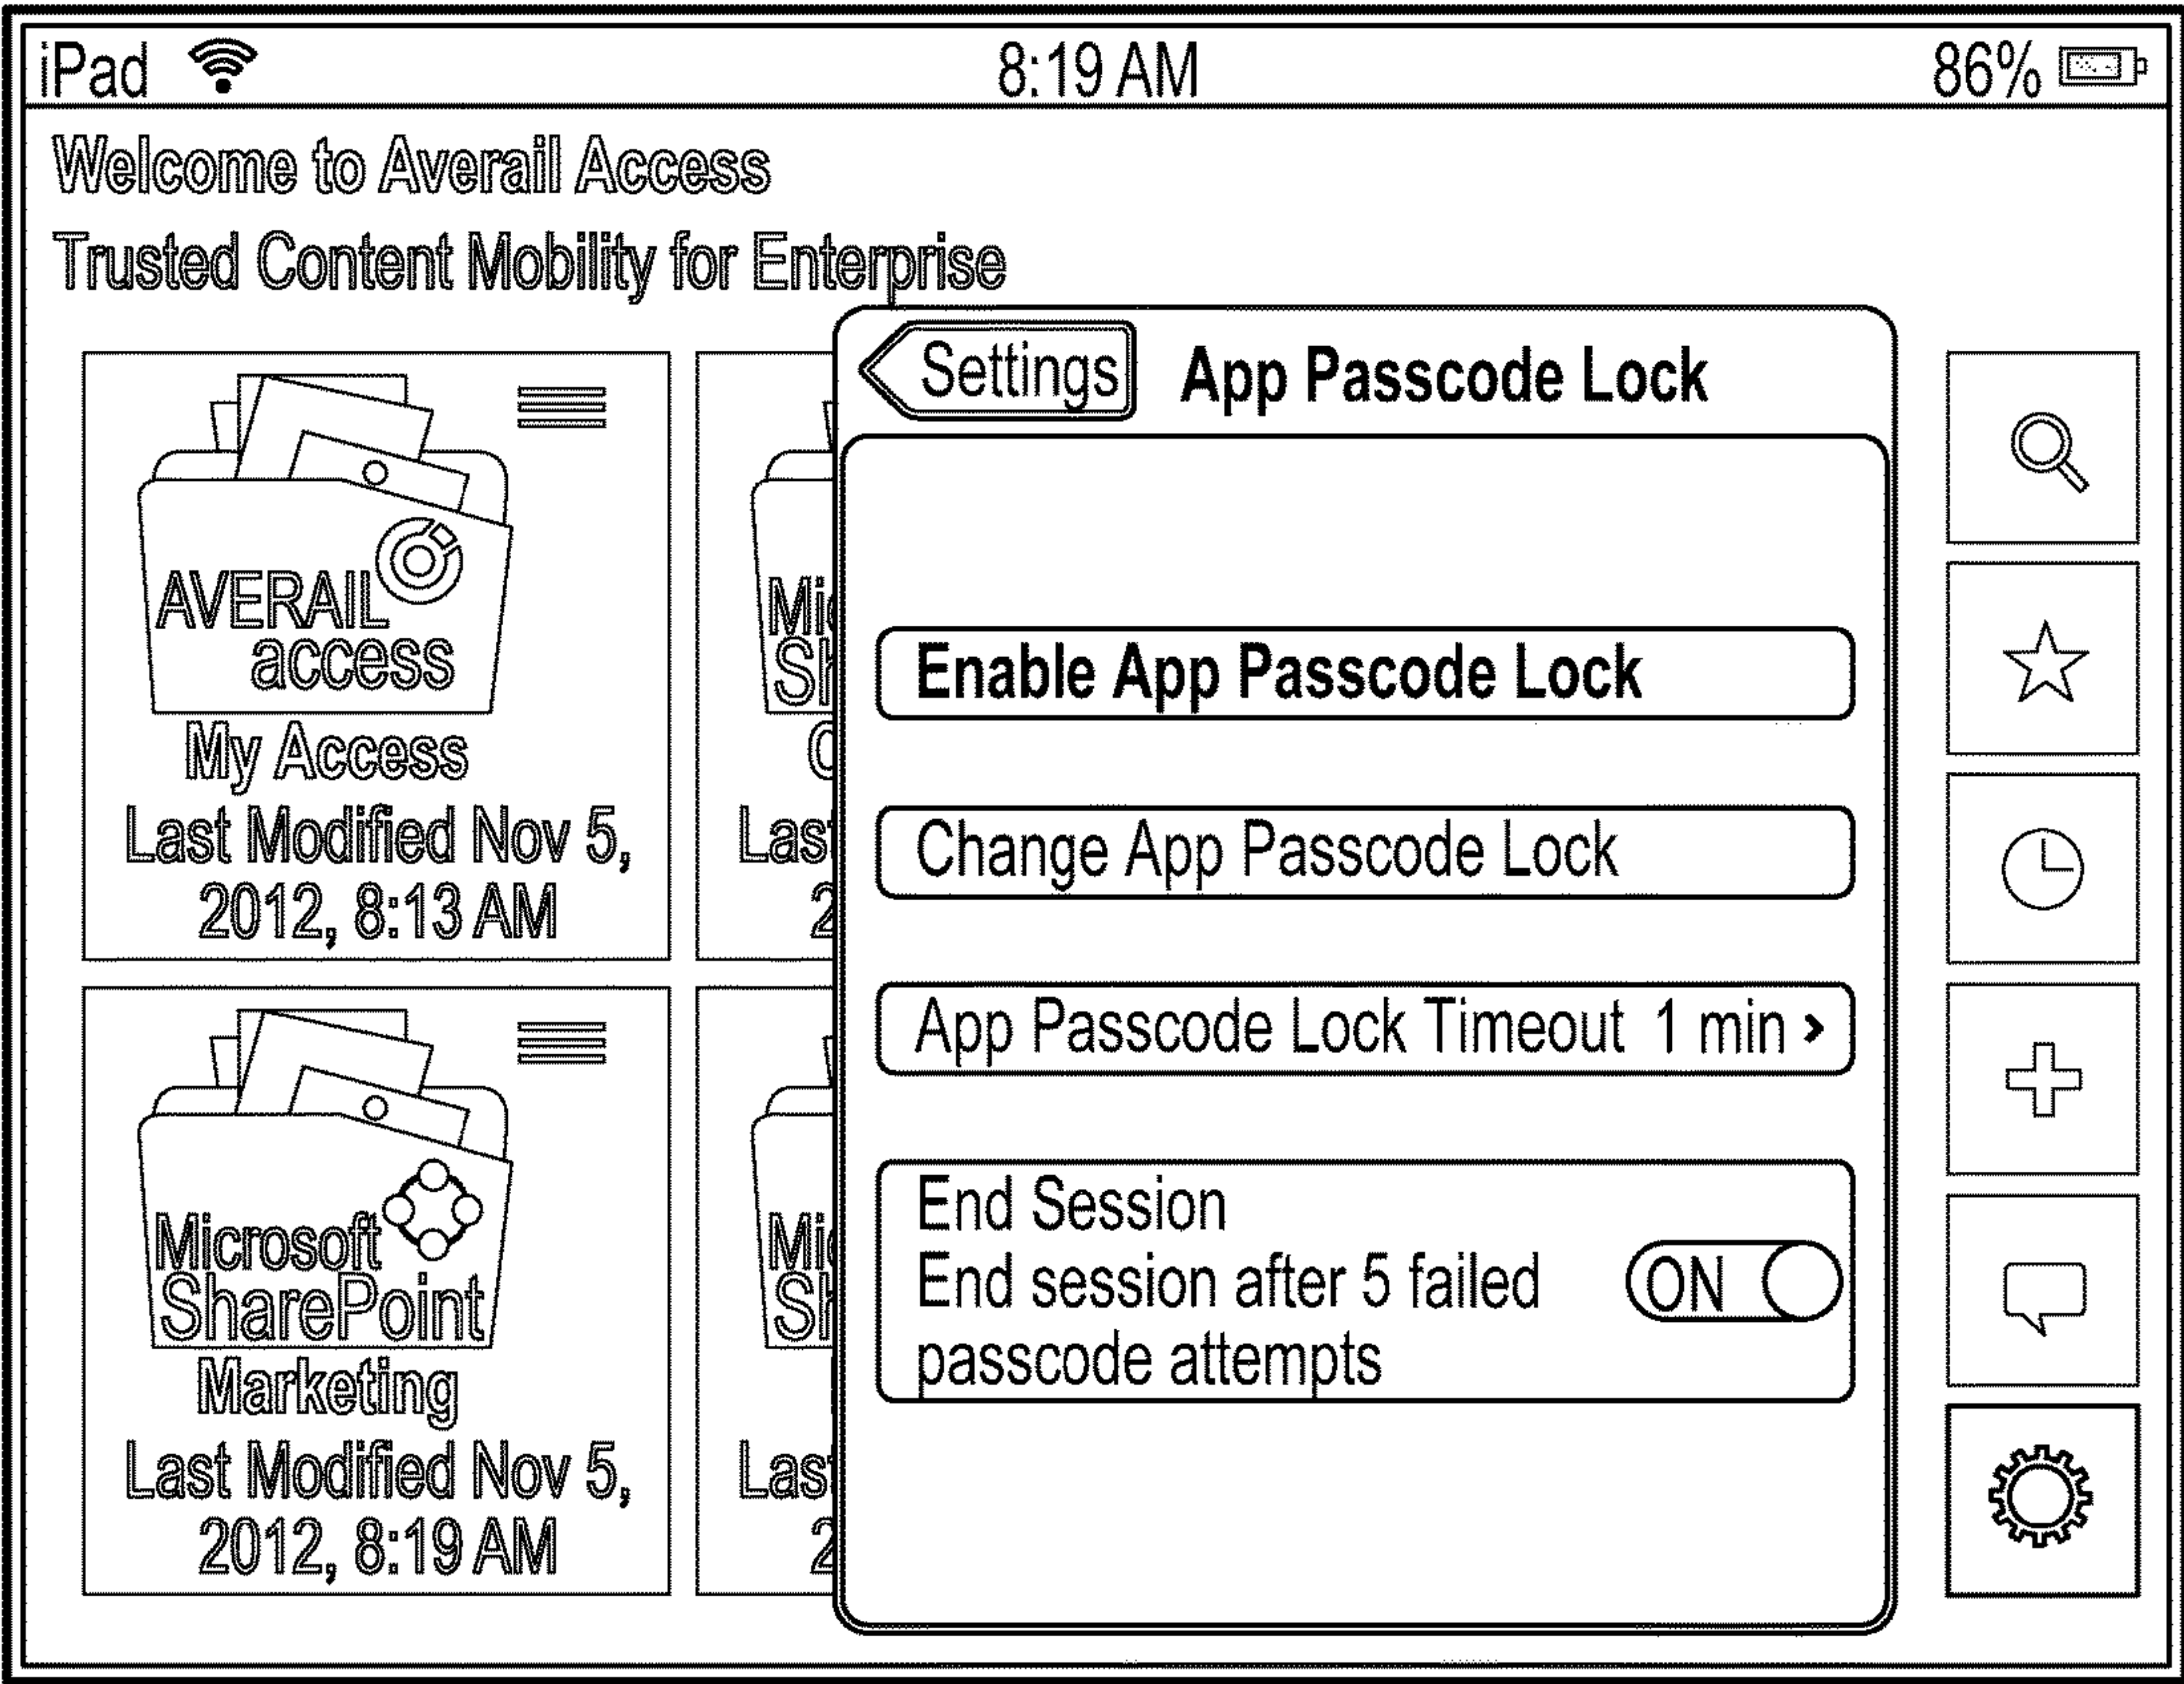 iPad 8:19 AM 86%
Welcome to Averail Access
Trusted Content Mobility for Enterprise
AVERAIL
access
My Access
Last Modified Nov 5,
2012, 8:13 AM
Microsoft
SharePoint
Marketing
Last Modified Nov 5,
2012, 8:19 AM
Settings App Passcode Lock
Enable App Passcode Lock
Change App Passcode Lock
App Passcode Lock Timeout 1 min >
End Session
End session after 5 failed
passcode attempts
ON